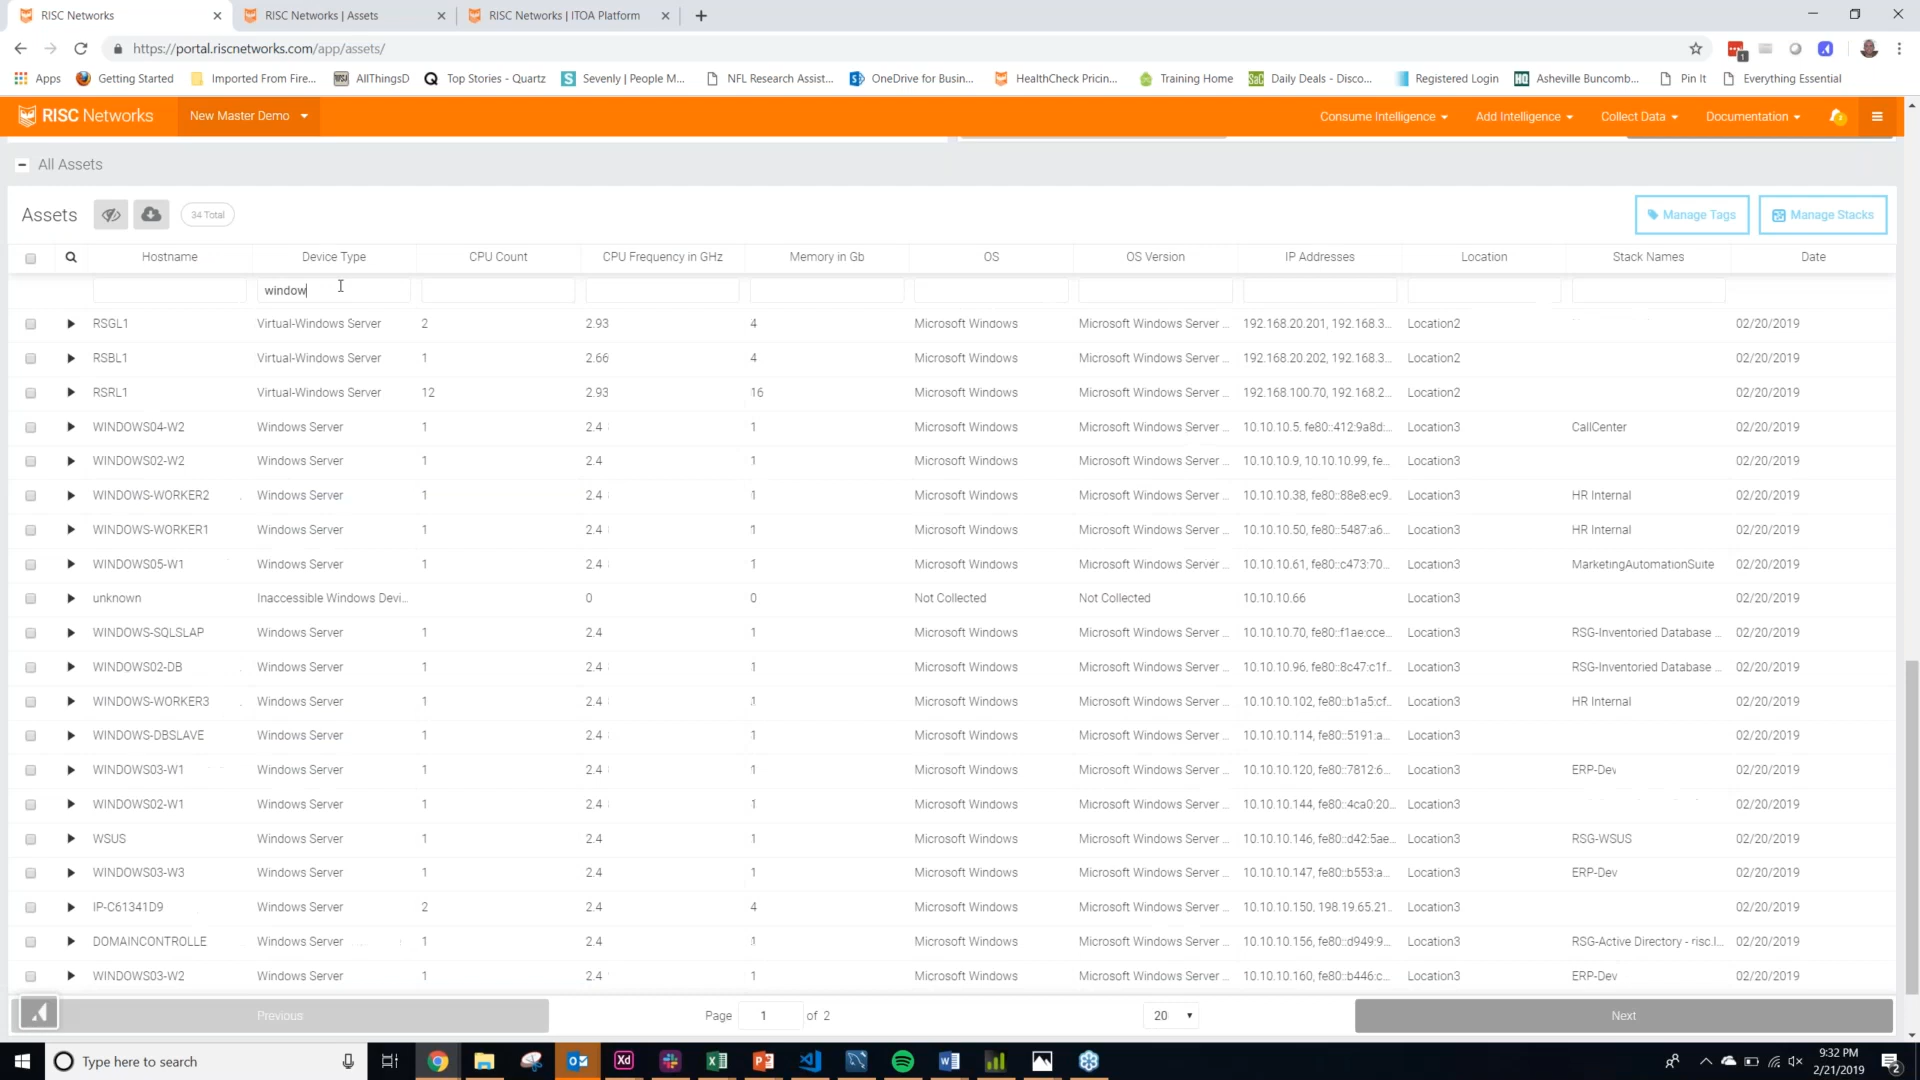 RISC Networks
RISC Networks | Assets
RISC Networks | ITOA Platform
https://portal.riscnetworks.com/app/assets/
Apps Getting Started Imported From Fire... AllThingsD Top Stories - Quartz Sevenly | People M... NFL Research Assist... OneDrive for Busin... HealthCheck Pricin... Training Home Daily Deals - Disco... Registered Login Asheville Buncomb... Pin It Everything Essential
RISC Networks New Master Demo Consume Intelligence Add Intelligence Collect Data Documentation
All Assets
Assets 34 Total Manage Tags Manage Stacks
Hostname Device Type CPU Count CPU Frequency in GHz Memory in Gb OS OS Version IP Addresses Location Stack Names Date
window
RSGL1 Virtual-Windows Server 2 2.93 4 Microsoft Windows Microsoft Windows Server ... 192.168.20.201, 192.168.3... Location2 02/20/2019
RSBL1 Virtual-Windows Server 1 2.66 4 Microsoft Windows Microsoft Windows Server ... 192.168.20.202, 192.168.3... Location2 02/20/2019
RSRL1 Virtual-Windows Server 12 2.93 16 Microsoft Windows Microsoft Windows Server ... 192.168.100.70, 192.168.2... Location2 02/20/2019
WINDOWS04-W2 Windows Server 1 2.4 1 Microsoft Windows Microsoft Windows Server ... 10.10.10.5, fe80::412:9a8d:... Location3 CallCenter 02/20/2019
WINDOWS02-W2 Windows Server 1 2.4 1 Microsoft Windows Microsoft Windows Server ... 10.10.10.9, 10.10.10.99, fe... Location3 02/20/2019
WINDOWS-WORKER2 Windows Server 1 2.4 1 Microsoft Windows Microsoft Windows Server ... 10.10.10.38, fe80::88e8:ec9... Location3 HR Internal 02/20/2019
WINDOWS-WORKER1 Windows Server 1 2.4 1 Microsoft Windows Microsoft Windows Server ... 10.10.10.50, fe80::5487:a6... Location3 HR Internal 02/20/2019
WINDOWS05-W1 Windows Server 1 2.4 1 Microsoft Windows Microsoft Windows Server ... 10.10.10.61, fe80::c473:70... Location3 MarketingAutomationSuite 02/20/2019
unknown Inaccessible Windows Devi... 0 0 Not Collected Not Collected 10.10.10.66 Location3 02/20/2019
WINDOWS-SQLSLAP Windows Server 1 2.4 1 Microsoft Windows Microsoft Windows Server ... 10.10.10.70, fe80::f1ae:cce... Location3 RSG-Inventoried Database ... 02/20/2019
WINDOWS02-DB Windows Server 1 2.4 1 Microsoft Windows Microsoft Windows Server ... 10.10.10.96, fe80::8c47:c1f... Location3 RSG-Inventoried Database ... 02/20/2019
WINDOWS-WORKER3 Windows Server 1 2.4 1 Microsoft Windows Microsoft Windows Server ... 10.10.10.102, fe80::b1a5:cf... Location3 HR Internal 02/20/2019
WINDOWS-DBSLAVE Windows Server 1 2.4 1 Microsoft Windows Microsoft Windows Server ... 10.10.10.114, fe80::5191:a... Location3 02/20/2019
WINDOWS03-W1 Windows Server 1 2.4 1 Microsoft Windows Microsoft Windows Server ... 10.10.10.120, fe80::7812:6... Location3 ERP-Dev 02/20/2019
WINDOWS02-W1 Windows Server 1 2.4 1 Microsoft Windows Microsoft Windows Server ... 10.10.10.144, fe80::4ca0:20... Location3 02/20/2019
WSUS Windows Server 1 2.4 1 Microsoft Windows Microsoft Windows Server ... 10.10.10.146, fe80::d42:5ae... Location3 RSG-WSUS 02/20/2019
WINDOWS03-W3 Windows Server 1 2.4 1 Microsoft Windows Microsoft Windows Server ... 10.10.10.147, fe80::b553:a... Location3 ERP-Dev 02/20/2019
IP-C61341D9 Windows Server 2 2.4 4 Microsoft Windows Microsoft Windows Server ... 10.10.10.150, 198.19.65.21... Location3 02/20/2019
DOMAINCONTROLLE Windows Server 1 2.4 1 Microsoft Windows Microsoft Windows Server ... 10.10.10.156, fe80::d949:9... Location3 RSG-Active Directory - risc.l... 02/20/2019
WINDOWS03-W2 Windows Server 1 2.4 1 Microsoft Windows Microsoft Windows Server ... 10.10.10.160, fe80::b446:c... Location3 ERP-Dev 02/20/2019
Previous Page 1 of 2 20 Next
Type here to search 9:32 PM
2/21/2019